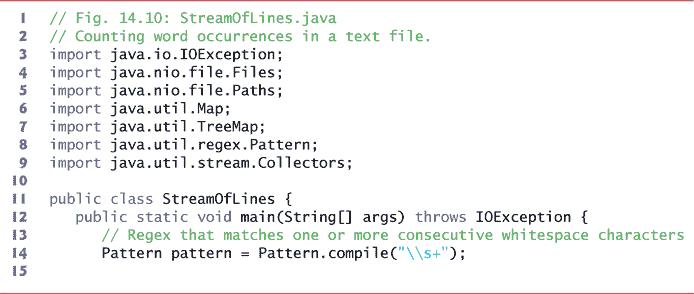 1 // Fig. 14.10: StreamOfLines.java
2 // Counting word occurrences in a text file.
3 import java.io.IOException;
4 import java.nio.file.Files;
5 import java.nio.file.Paths;
6 import java.util.Map;
7 import java.util.TreeMap;
8 import java.util.regex.Pattern;
9 import java.util.stream.Collectors;
10
11 public class StreamOfLines {
12    public static void main(String[] args) throws IOException {
13       // Regex that matches one or more consecutive whitespace characters
14       Pattern pattern = Pattern.compile("\\s+");
15